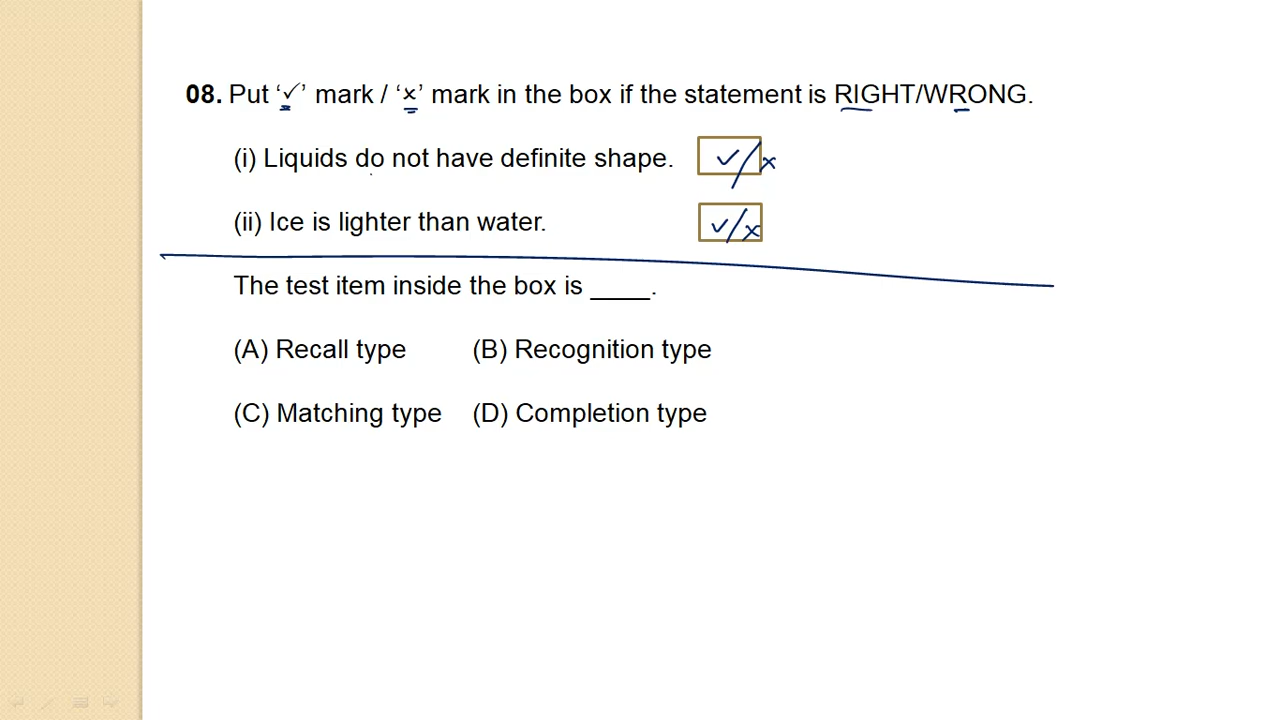 08. Put ‘✓’ mark / ‘×’ mark in the box if the statement is RIGHT/WRONG.
(i) Liquids do not have definite shape. ✓/x
(ii) Ice is lighter than water. ✓/x
The test item inside the box is ____.
(A) Recall type (B) Recognition type
(C) Matching type (D) Completion type